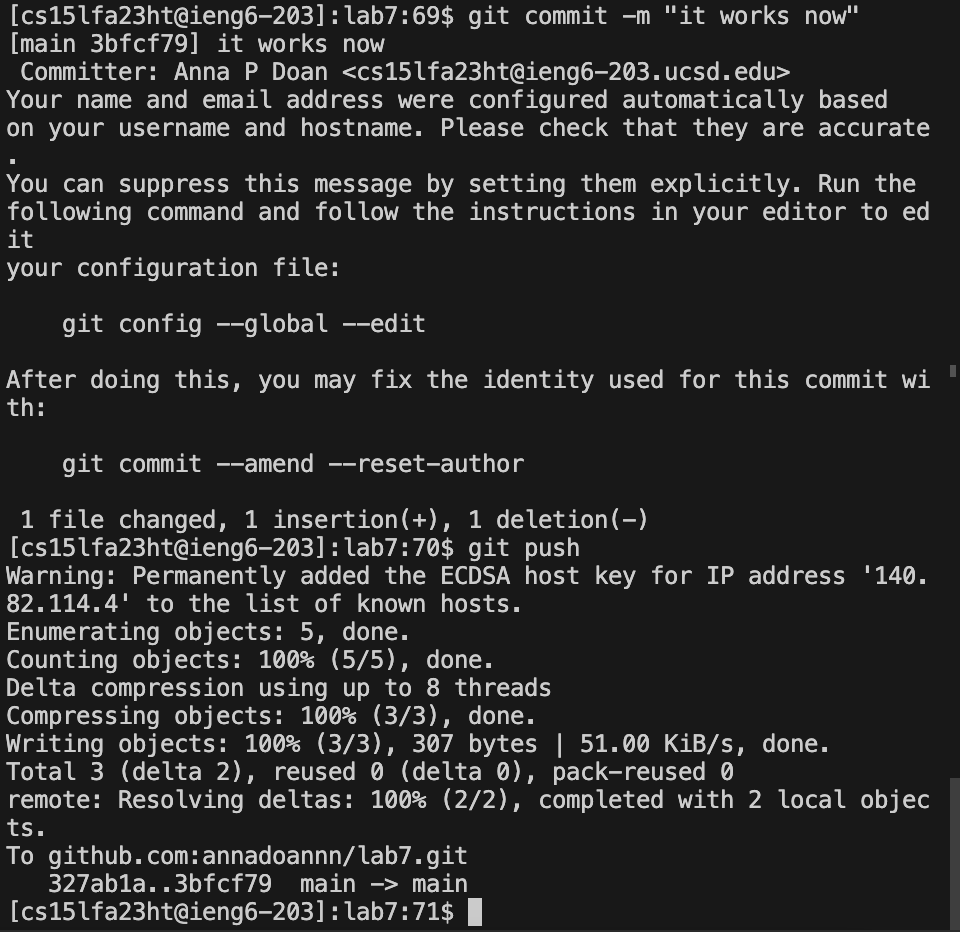 [cs15lfa23ht@ieng6-203]:lab7:69$ git commit -m "it works now"
[main 3bfcf79] it works now
 Committer: Anna P Doan <cs15lfa23ht@ieng6-203.ucsd.edu>
Your name and email address were configured automatically based
on your username and hostname. Please check that they are accurate
.
You can suppress this message by setting them explicitly. Run the
following command and follow the instructions in your editor to ed
it
your configuration file:

    git config --global --edit

After doing this, you may fix the identity used for this commit wi
th:

    git commit --amend --reset-author

 1 file changed, 1 insertion(+), 1 deletion(-)
[cs15lfa23ht@ieng6-203]:lab7:70$ git push
Warning: Permanently added the ECDSA host key for IP address '140.
82.114.4' to the list of known hosts.
Enumerating objects: 5, done.
Counting objects: 100% (5/5), done.
Delta compression using up to 8 threads
Compressing objects: 100% (3/3), done.
Writing objects: 100% (3/3), 307 bytes | 51.00 KiB/s, done.
Total 3 (delta 2), reused 0 (delta 0), pack-reused 0
remote: Resolving deltas: 100% (2/2), completed with 2 local objec
ts.
To github.com:annadoannn/lab7.git
   327ab1a..3bfcf79  main -> main
[cs15lfa23ht@ieng6-203]:lab7:71$